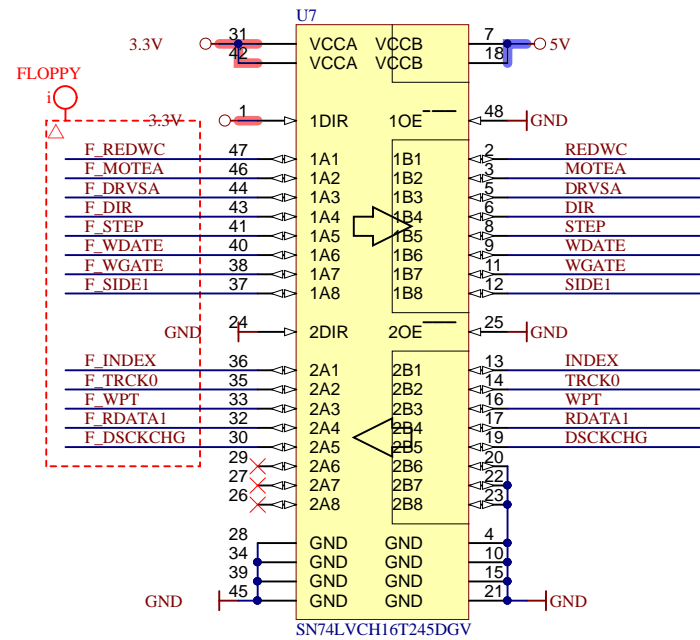 U7
3.3V 31 VCCA VCCB 7 5V
42 VCCA VCCB 18
FLOPPY
i
3.3V 1 1DIR 1OE 48 GND
F_REDWC 47 1A1 1B1 2 REDWC
F_MOTEA 46 1A2 1B2 3 MOTEA
F_DRVSA 44 1A3 1B3 5 DRVSA
F_DIR 43 1A4 1B4 6 DIR
F_STEP 41 1A5 1B5 8 STEP
F_WDATE 40 1A6 1B6 9 WDATE
F_WGATE 38 1A7 1B7 11 WGATE
F_SIDE1 37 1A8 1B8 12 SIDE1
GND 24 2DIR 2OE 25 GND
F_INDEX 36 2A1 2B1 13 INDEX
F_TRCK0 35 2A2 2B2 14 TRCK0
F_WPT 33 2A3 2B3 16 WPT
F_RDATA1 32 2A4 2B4 17 RDATA1
F_DSCKCHG 30 2A5 2B5 19 DSCKCHG
29 2A6 2B6 20
27 2A7 2B7 22
26 2A8 2B8 23
28 GND GND 4
34 GND GND 10
39 GND GND 15
GND 45 GND GND 21 GND
SN74LVCH16T245DGV